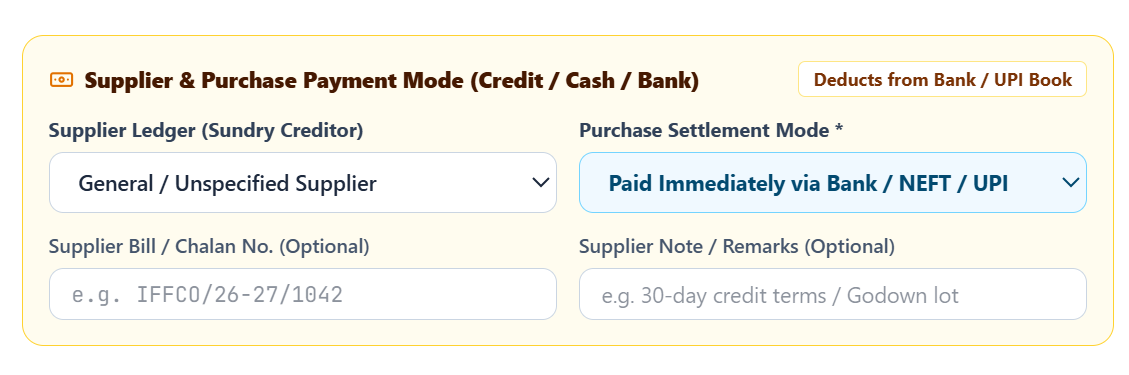 Supplier & Purchase Payment Mode (Credit / Cash / Bank)
Deducts from Bank / UPI Book
Supplier Ledger (Sundry Creditor)
Purchase Settlement Mode *
General / Unspecified Supplier
Paid Immediately via Bank / NEFT / UPI
Supplier Bill / Chalan No. (Optional)
Supplier Note / Remarks (Optional)
e.g. IFFCO/26-27/1042
e.g. 30-day credit terms / Godown lot